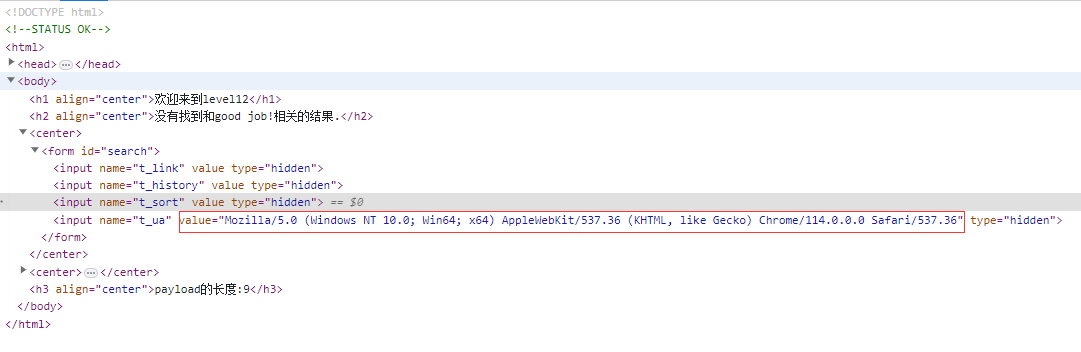 <!DOCTYPE html>
<!--STATUS OK-->
<html>
<head>…</head>
<body>
<h1 align="center">欢迎来到level12</h1>
<h2 align="center">没有找到和good job!相关的结果.</h2>
<center>
<form id="search">
<input name="t_link" value type="hidden">
<input name="t_history" value type="hidden">
<input name="t_sort" value type="hidden"> == $0
<input name="t_ua" value="Mozilla/5.0 (Windows NT 10.0; Win64; x64) AppleWebKit/537.36 (KHTML, like Gecko) Chrome/114.0.0.0 Safari/537.36" type="hidden">
</form>
</center>
<center>…</center>
<h3 align="center">payload的长度:9</h3>
</body>
</html>